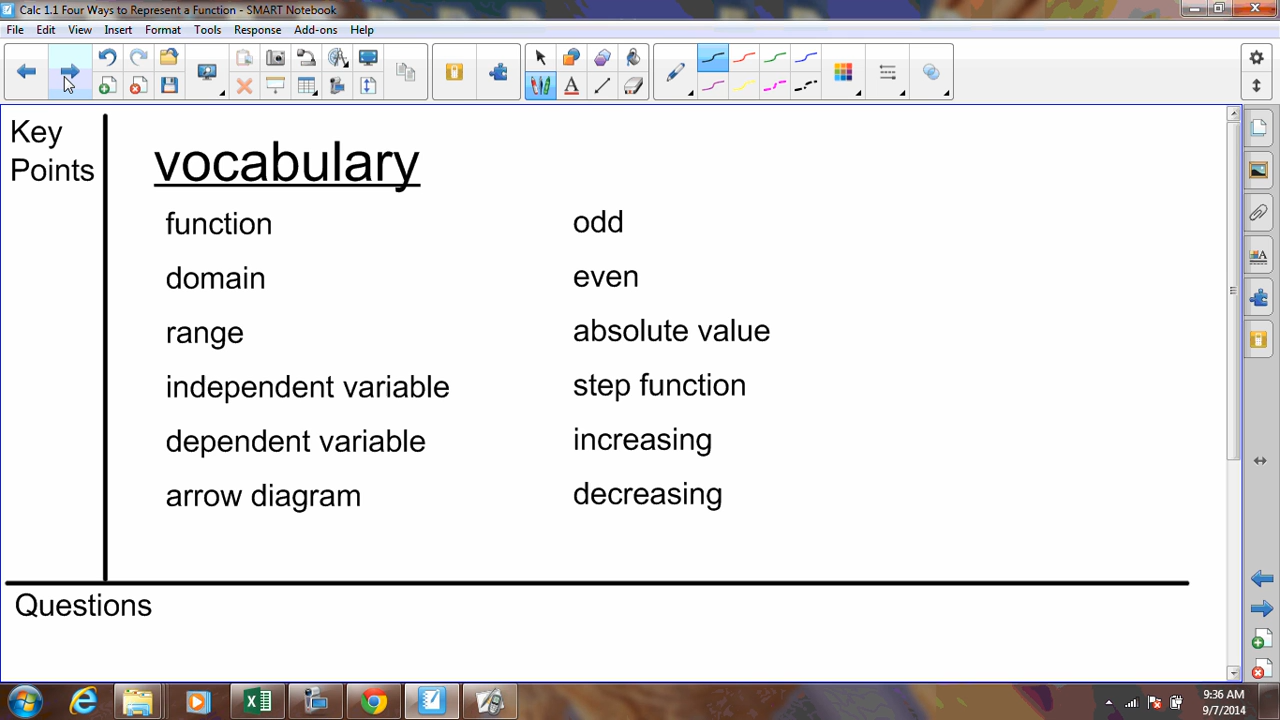 Calc 1.1 Four Ways to Represent a Function - SMART Notebook
File Edit View Insert Format Tools Response Add-ons Help
Key
Points
vocabulary
function
domain
range
independent variable
dependent variable
arrow diagram
odd
even
absolute value
step function
increasing
decreasing
Questions
9:36 AM
9/7/2014